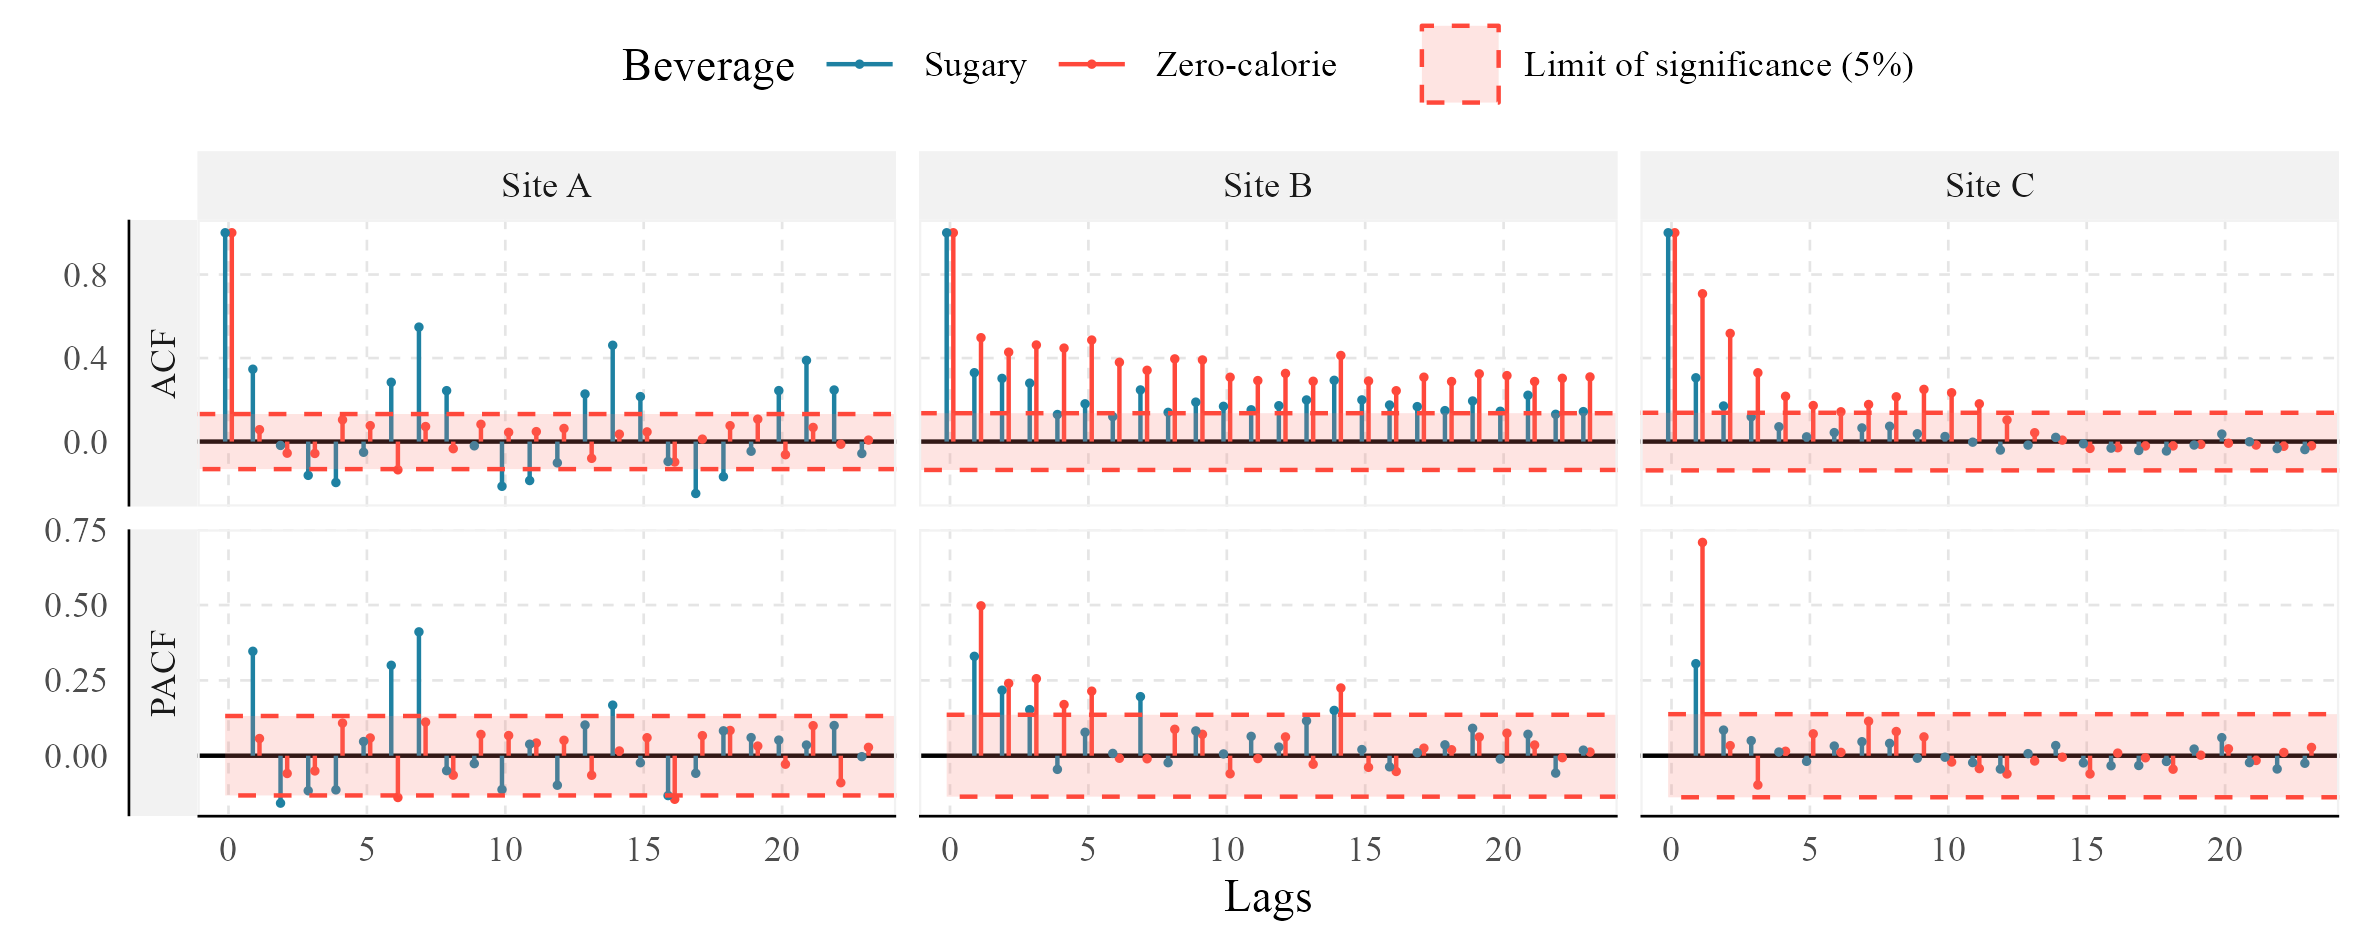 Beverage Sugary Zero-calorie Limit of significance (5%)
Site A Site B Site C
ACF
0.8
0.4
0.0
PACF
0.75
0.50
0.25
0.00
0 5 10 15 20 0 5 10 15 20 0 5 10 15 20
Lags